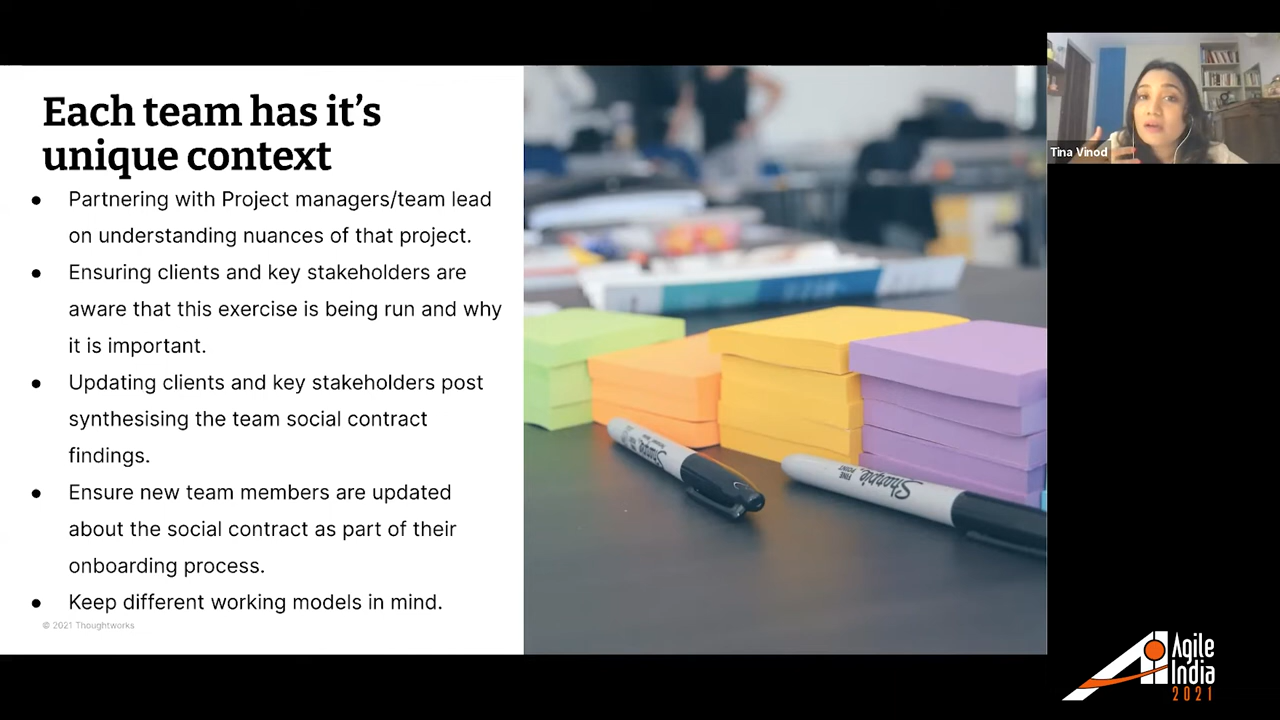 Each team has it's
unique context
● Partnering with Project managers/team lead
on understanding nuances of that project.
● Ensuring clients and key stakeholders are
aware that this exercise is being run and why
it is important.
● Updating clients and key stakeholders post
synthesising the team social contract
findings.
● Ensure new team members are updated
about the social contract as part of their
onboarding process.
● Keep different working models in mind.
© 2021 Thoughtworks
Sharpie
FINE
POINT
Sharpie
Tina Vinod
Agile
India
2021